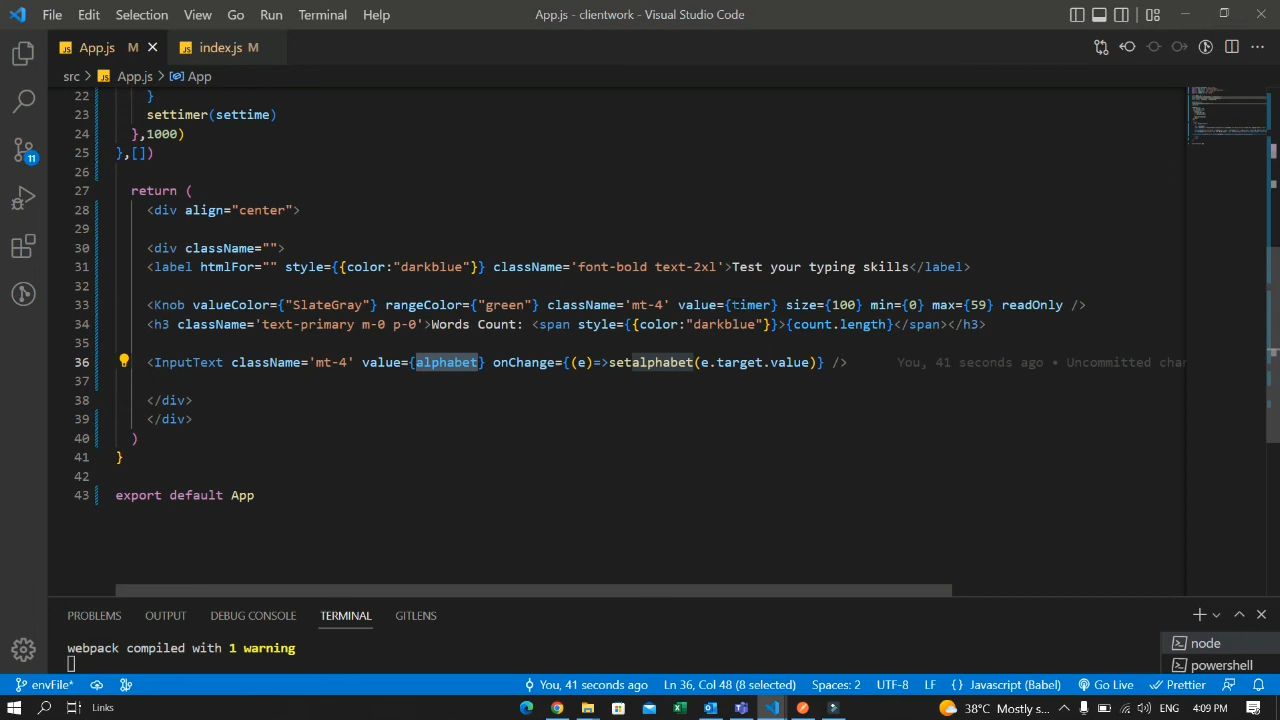 File Edit Selection View Go Run Terminal Help App.js - clientwork - Visual Studio Code
JS App.js M JS index.js M
src > JS App.js > App
22 }
23 settimer(settime)
24 },1000)
25 },[])
26
27 return (
28 <div align="center">
29
30 <div className="">
31 <label htmlFor="" style={{color:"darkblue"}} className='font-bold text-2xl'>Test your typing skills</label>
32
33 <Knob valueColor={"SlateGray"} rangeColor={"green"} className='mt-4' value={timer} size={100} min={0} max={59} readOnly />
34 <h3 className='text-primary m-0 p-0'>Words Count: <span style={{color:"darkblue"}}>{count.length}</span></h3>
35
36 <InputText className='mt-4' value={alphabet} onChange={(e)=>setalphabet(e.target.value)} /> You, 41 seconds ago • Uncommitted
37
38 </div>
39 </div>
40 )
41 }
42
43 export default App
11
PROBLEMS OUTPUT DEBUG CONSOLE TERMINAL GITLENS
webpack compiled with 1 warning
node
powershell
envFile* You, 41 seconds ago Ln 36, Col 48 (8 selected) Spaces: 2 UTF-8 LF {} Javascript (Babel) Go Live Prettier
Links 38°C Mostly s... ENG 4:09 PM